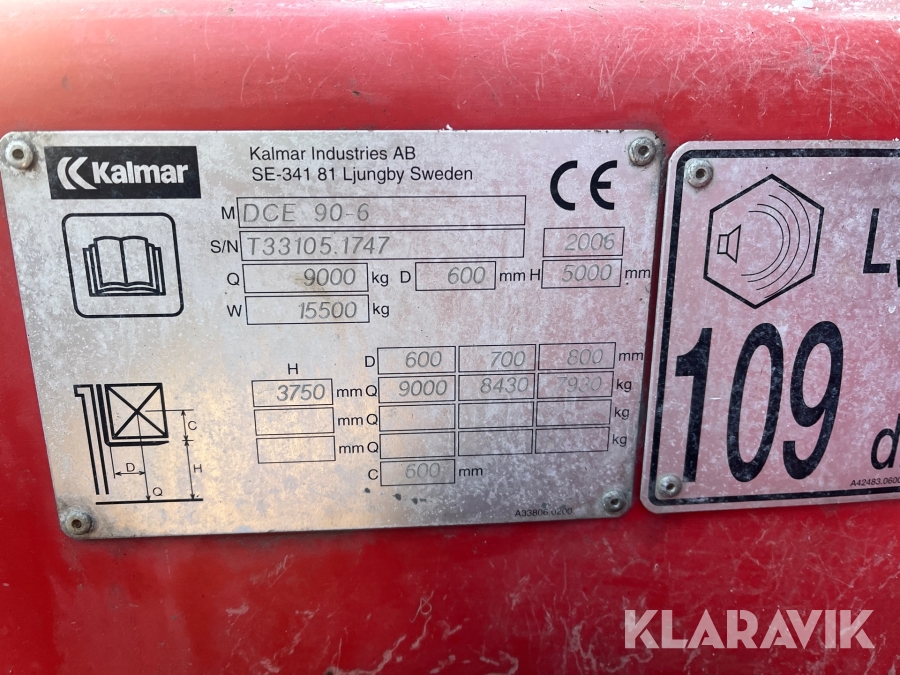 Kalmar
Kalmar Industries AB
SE-341 81 Ljungby Sweden
CE
M DCE 90-6
S/N T33105.1747 2006
Q 9000 kg D 600 mm H 5000 mm
W 15500 kg
H D 600 700 800 mm
3750 mm Q 9000 8430 7930 kg
mm Q kg
mm Q kg
C 600 mm
C
D H
Q
A33806.0200
L
109
d
A42483.0600
KLARAVIK